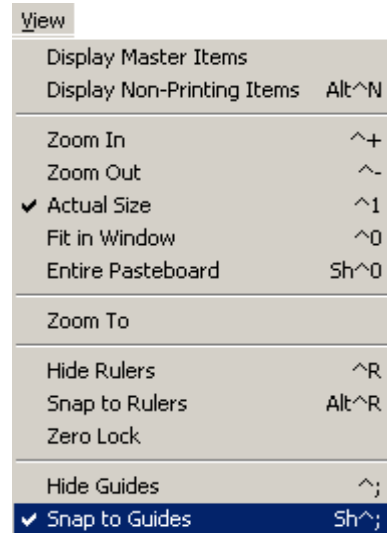 View
Display Master Items
Display Non-Printing Items Alt^N
Zoom In ^+
Zoom Out ^-
Actual Size ^1
Fit in Window ^0
Entire Pasteboard Sh^0
Zoom To
Hide Rulers ^R
Snap to Rulers Alt^R
Zero Lock
Hide Guides ^;
Snap to Guides Sh^;